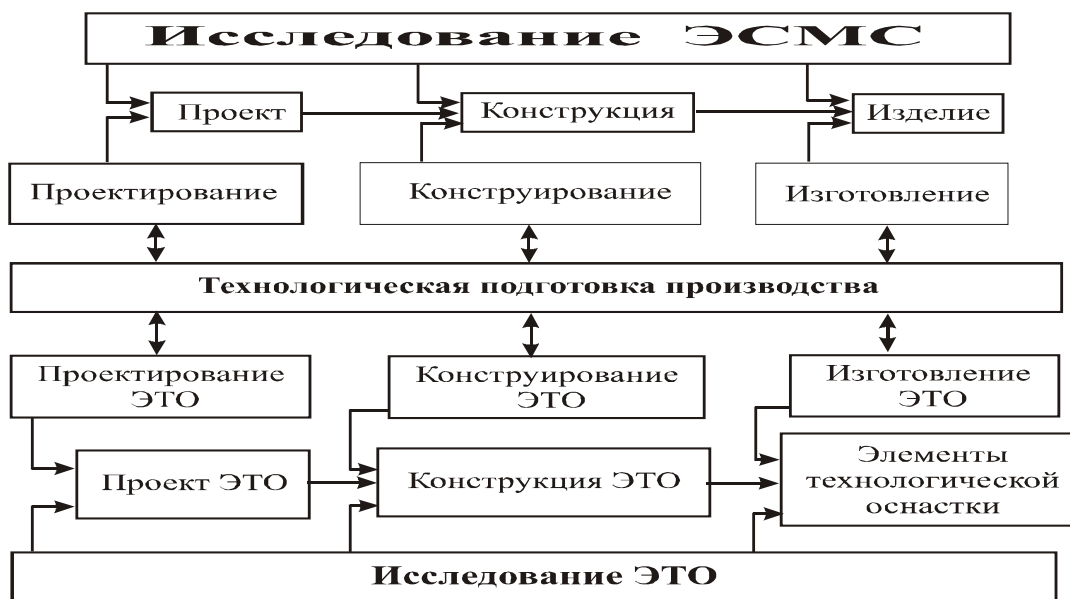 Исследование ЭСМС
Проект
Конструкция
Изделие
Проектирование
Конструирование
Изготовление
Технологическая подготовка производства
Проектирование
ЭТО
Конструирование
ЭТО
Изготовление
ЭТО
Проект ЭТО
Конструкция ЭТО
Элементы
технологической
оснастки
Исследование ЭТО